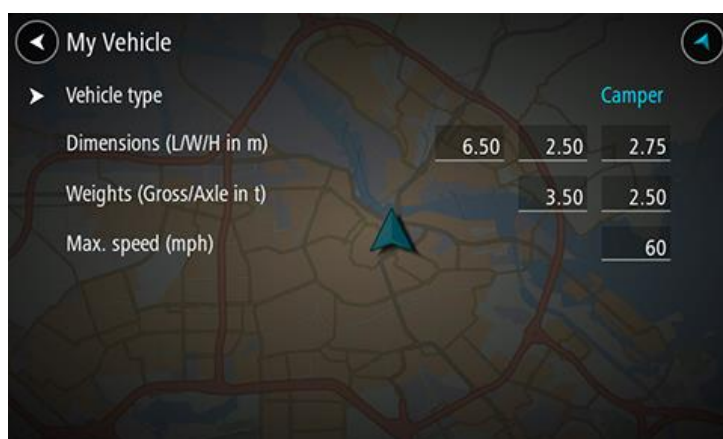 My Vehicle
Vehicle type Camper
Dimensions (L/W/H in m) 6.50 2.50 2.75
Weights (Gross/Axle in t) 3.50 2.50
Max. speed (mph) 60